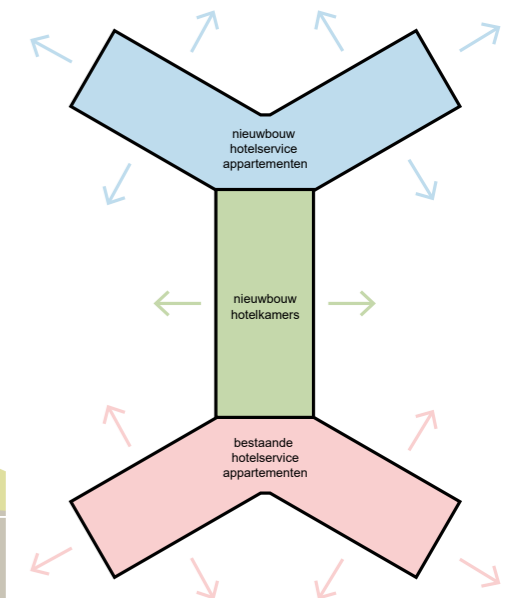 nieuwbouw
hotelservice
appartementen
nieuwbouw
hotelkamers
bestaande
hotelservice
appartementen